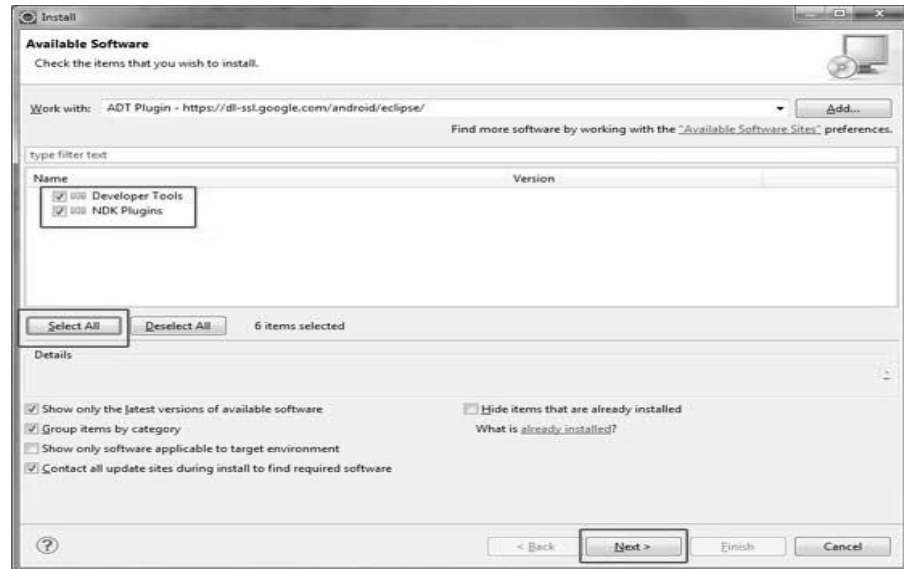 Install
Available Software
Check the items that you wish to install.
Work with: ADT Plugin - https://dl-ssl.google.com/android/eclipse/ Add...
Find more software by working with the "Available Software Sites" preferences.
type filter text
Name Version
Developer Tools
NDK Plugins
Select All Deselect All 6 items selected
Details
Show only the latest versions of available software Hide items that are already installed
Group items by category What is already installed?
Show only software applicable to target environment
Contact all update sites during install to find required software
? < Back Next > Finish Cancel